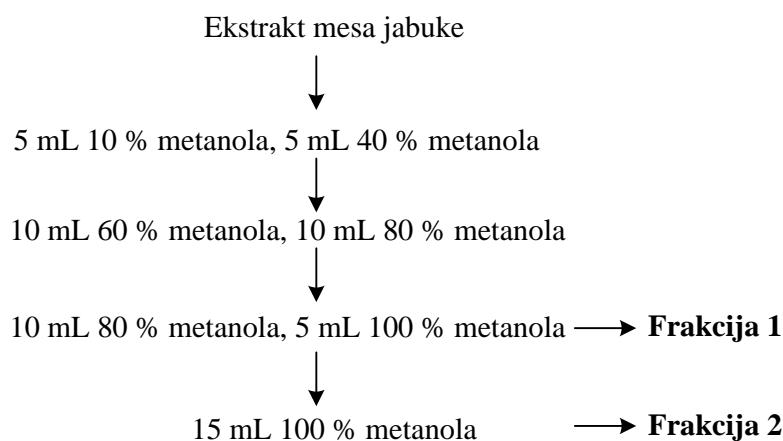 Ekstrakt mesa jabuke
5 mL 10 % metanola, 5 mL 40 % metanola
10 mL 60 % metanola, 10 mL 80 % metanola
10 mL 80 % metanola, 5 mL 100 % metanola Frakcija 1
15 mL 100 % metanola Frakcija 2